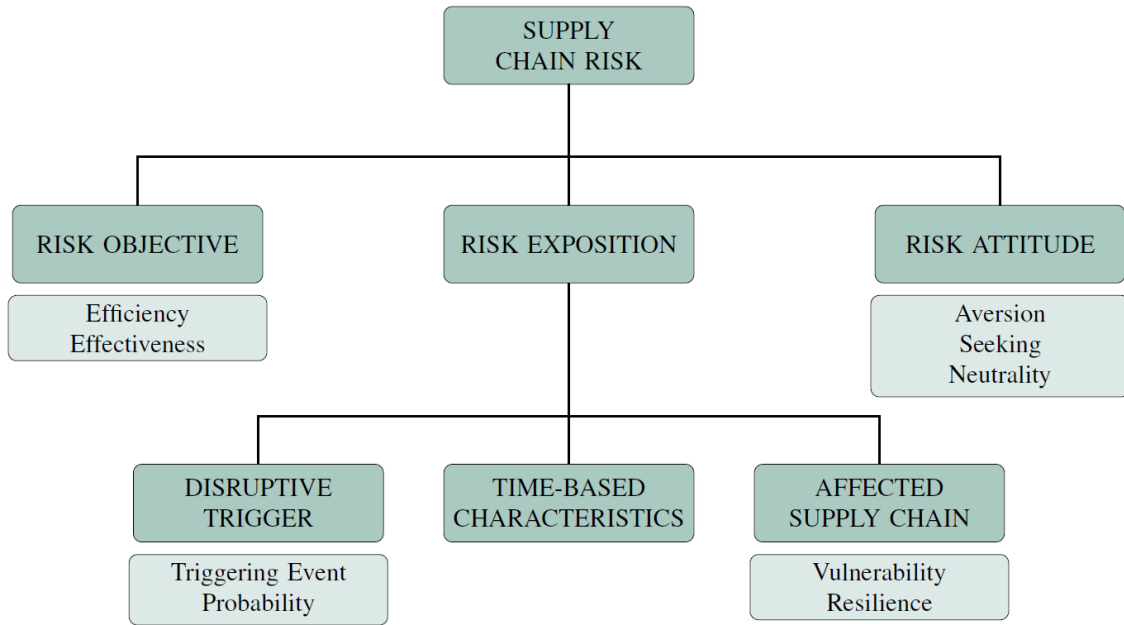 SUPPLY
CHAIN RISK
RISK OBJECTIVE
Efficiency
Effectiveness
RISK EXPOSITION
RISK ATTITUDE
Aversion
Seeking
Neutrality
DISRUPTIVE
TRIGGER
Triggering Event
Probability
TIME-BASED
CHARACTERISTICS
AFFECTED
SUPPLY CHAIN
Vulnerability
Resilience